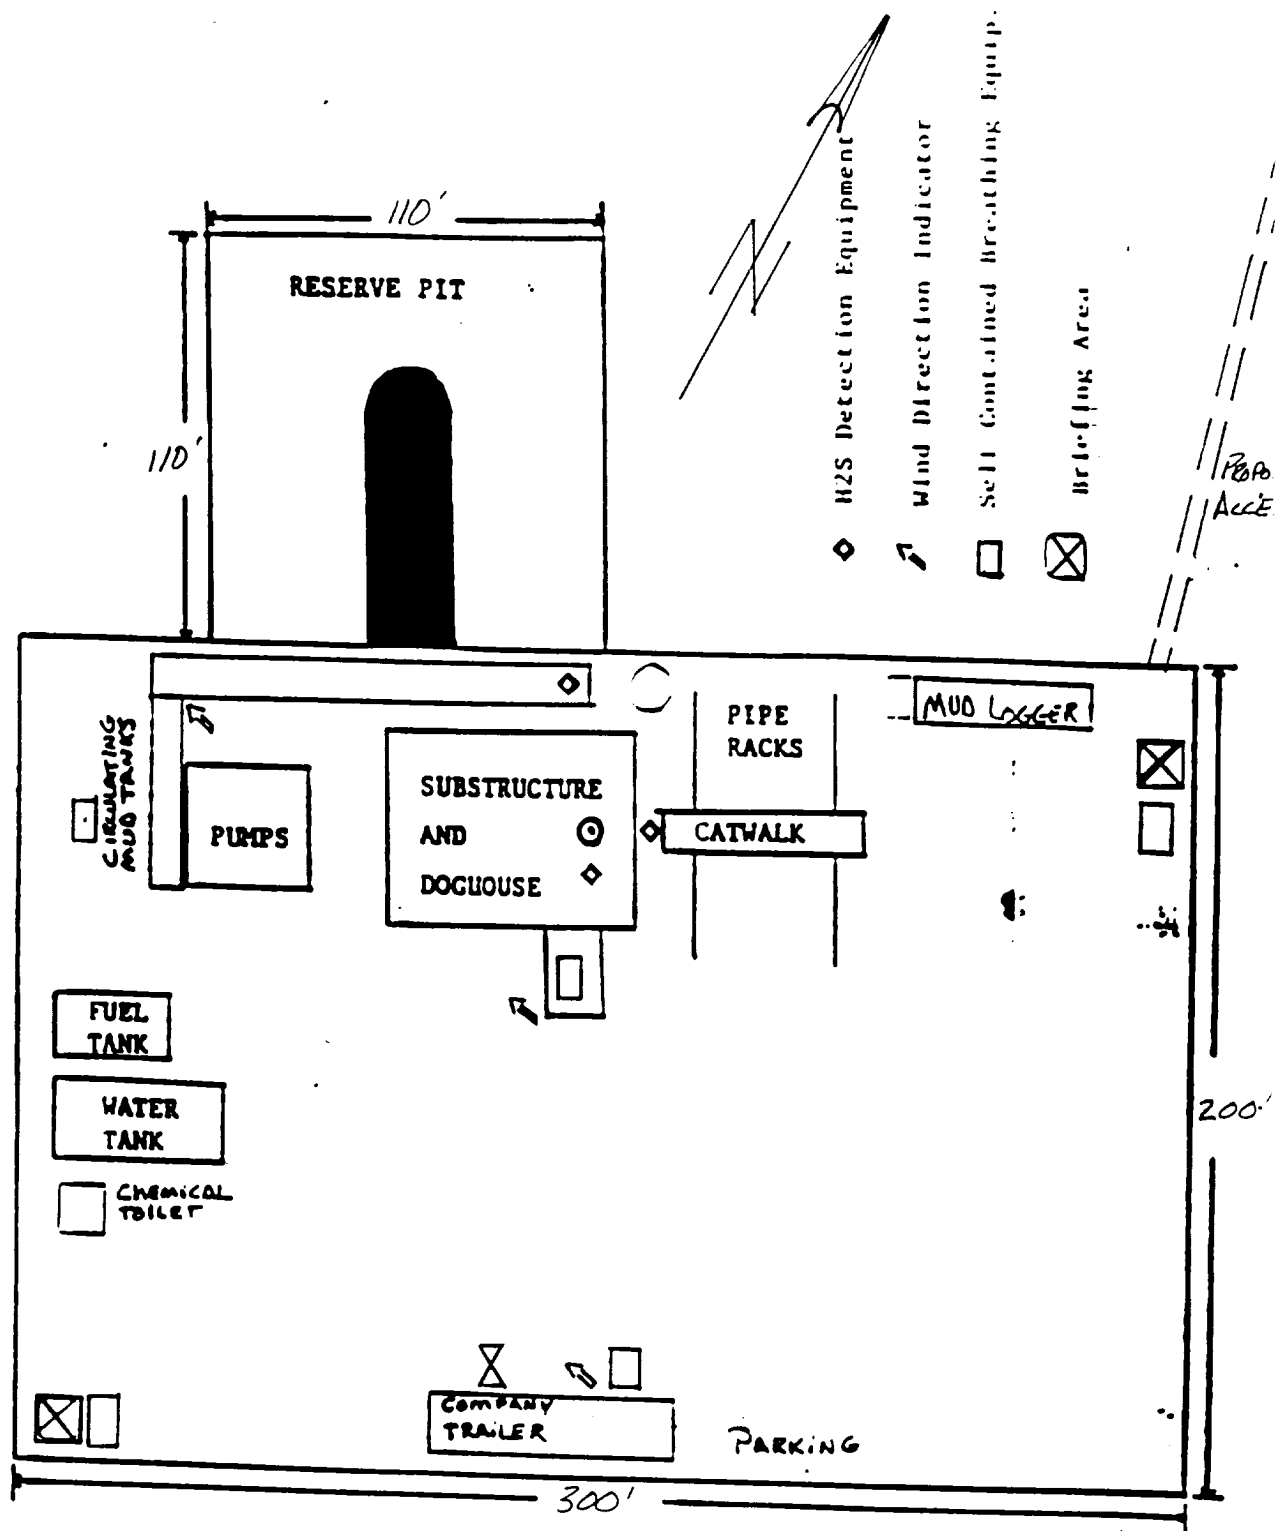 110'
RESERVE PIT
110'
H2S Detection Equipment
Wind Direction Indicator
Self Contained Breathing Equip.
Briefing Area
N
MUD LOGGER
PIPE
RACKS
CIRCULATING
MUD TANKS
PUMPS
SUBSTRUCTURE
AND
DOGHOUSE
CATWALK
FUEL
TANK
WATER
TANK
CHEMICAL
TOILET
200'
COMPANY
TRAILER
PARKING
300'